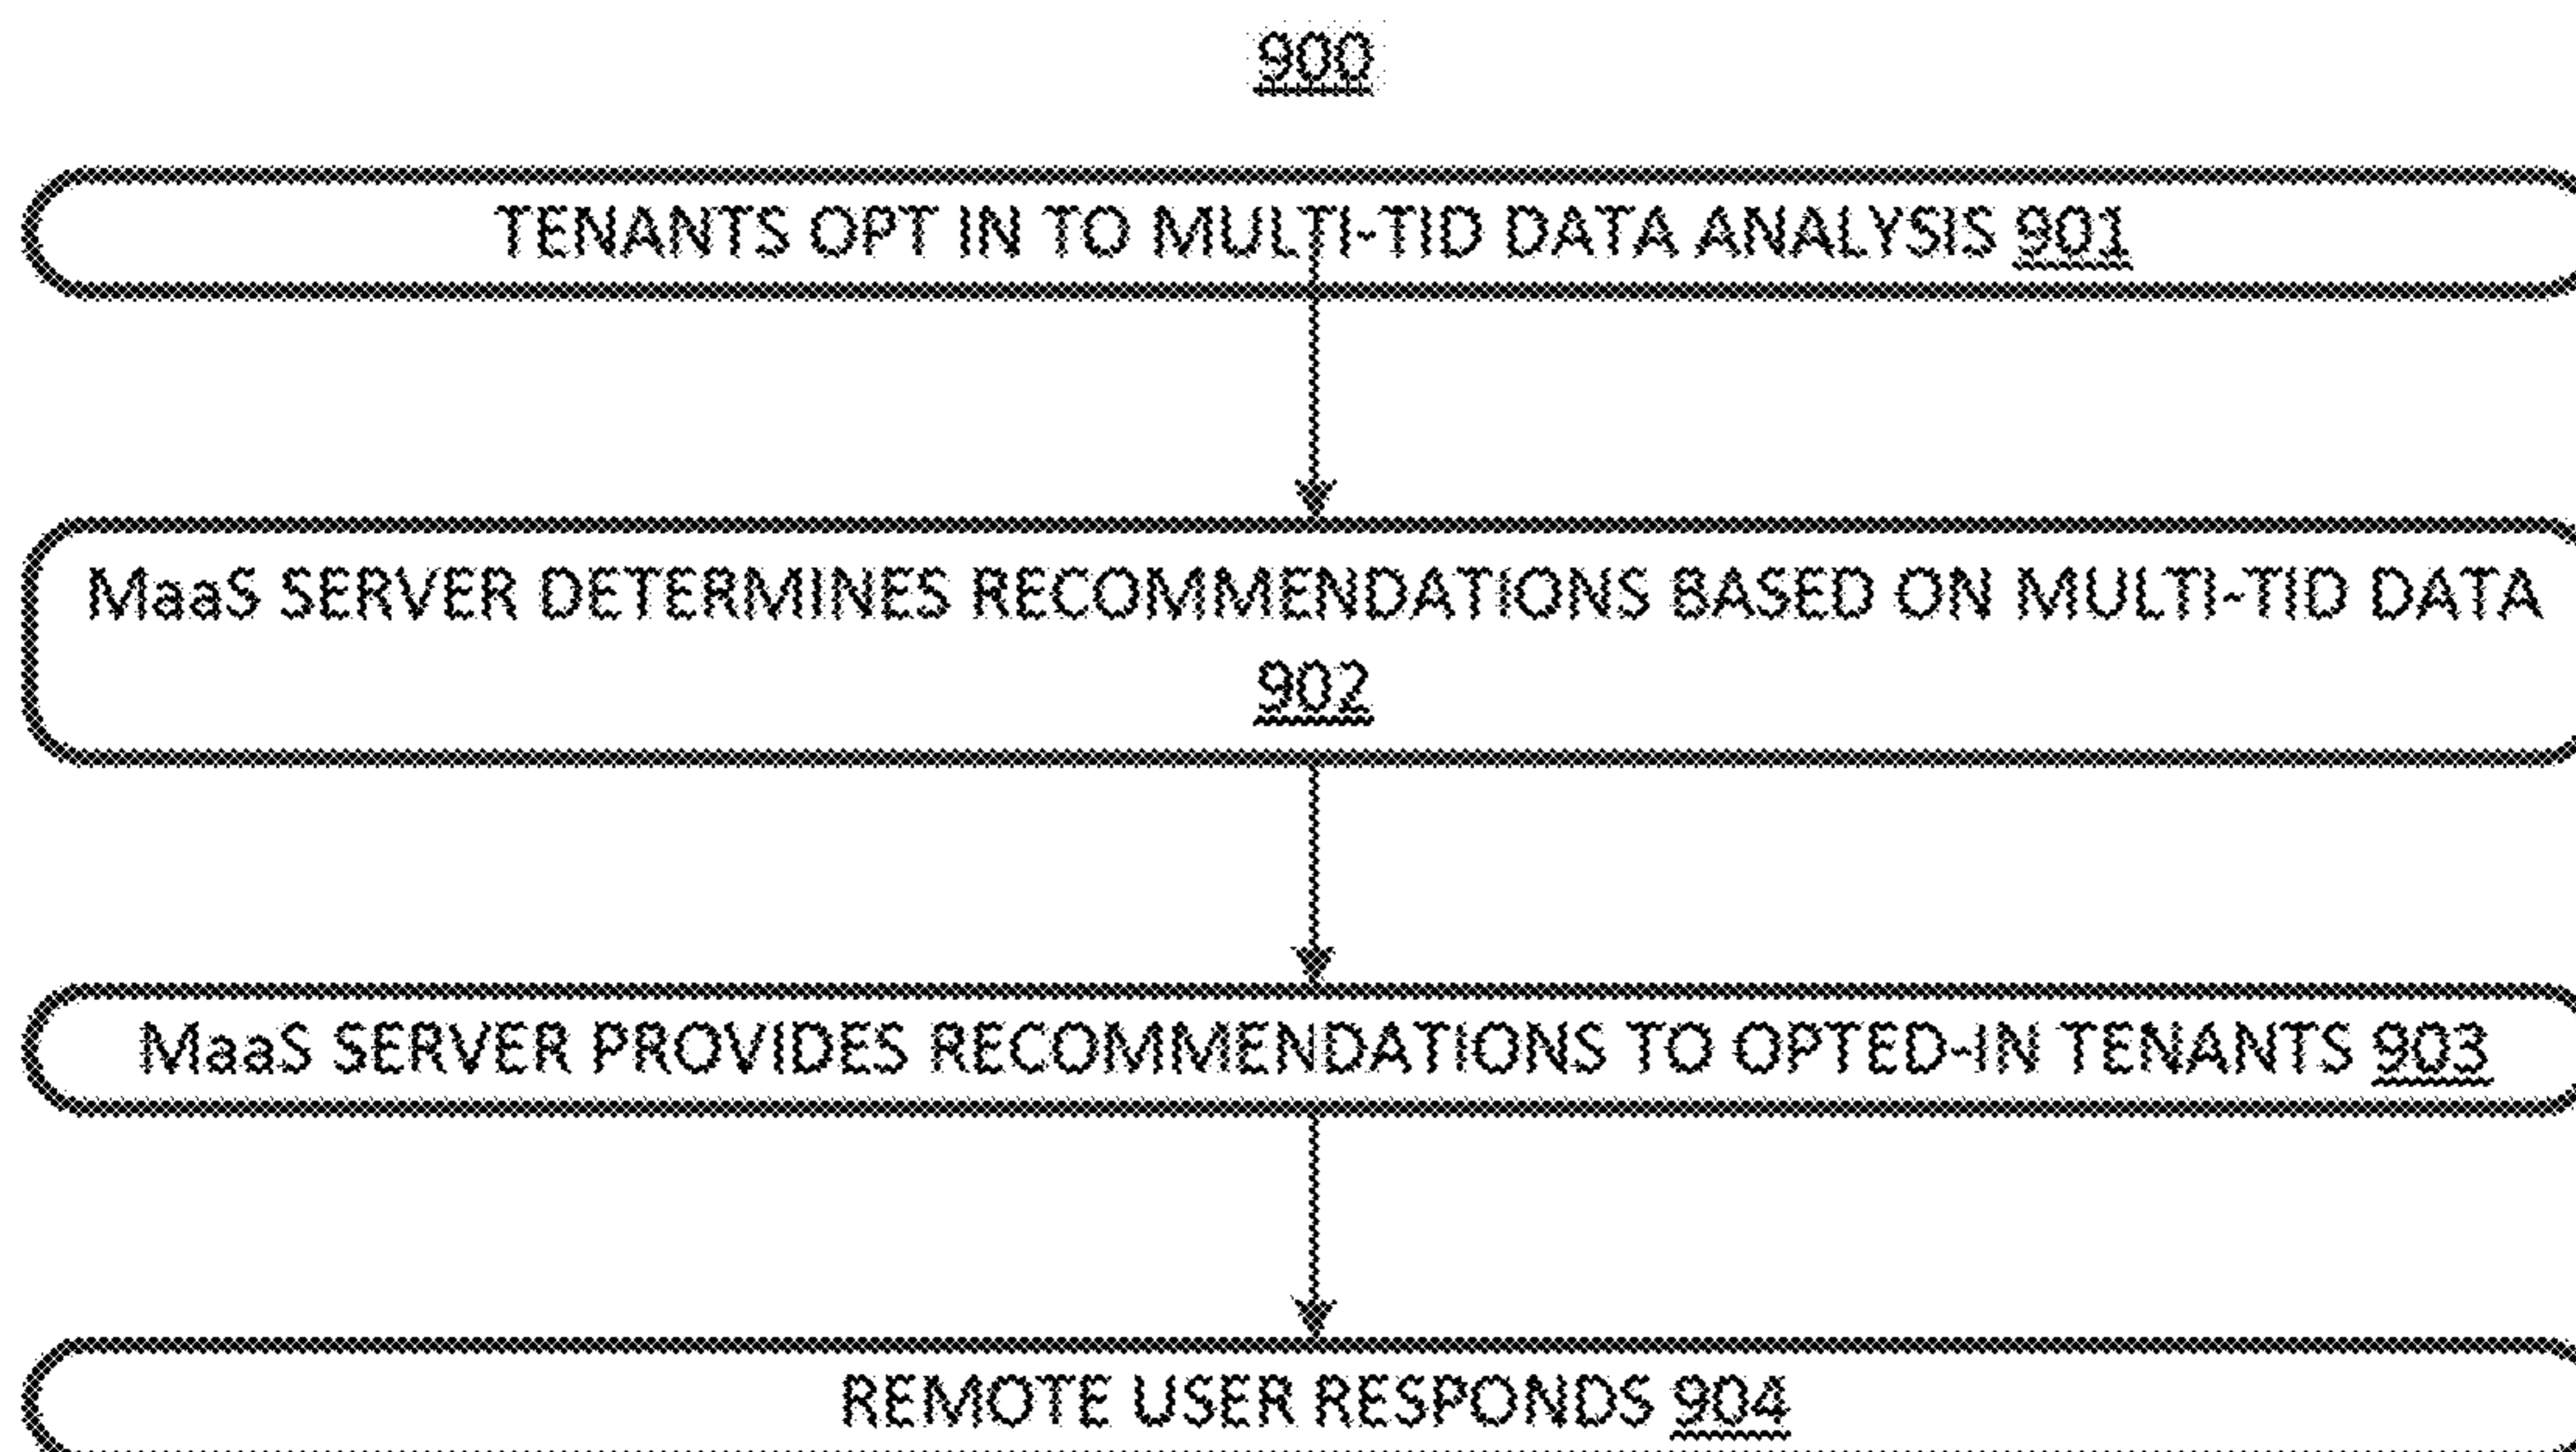 900
TENANTS OPT IN TO MULTI-TID DATA ANALYSIS 901
MaaS SERVER DETERMINES RECOMMENDATIONS BASED ON MULTI-TID DATA
902
MaaS SERVER PROVIDES RECOMMENDATIONS TO OPTED-IN TENANTS 903
REMOTE USER RESPONDS 904